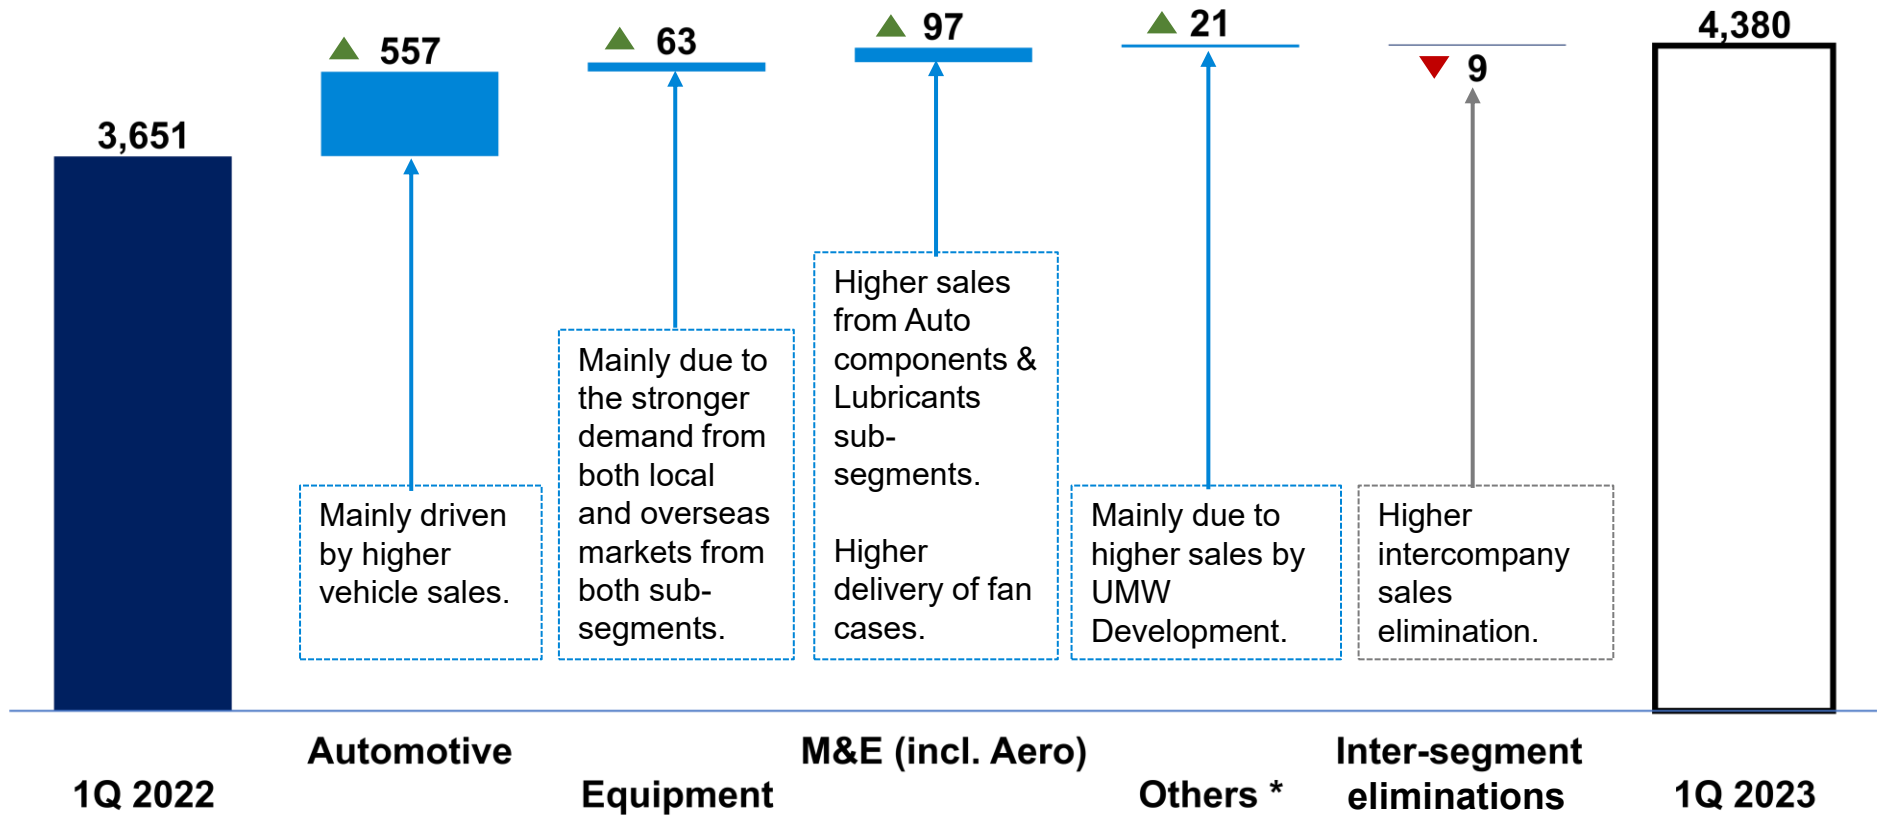 3,651
▲ 557
▲ 63
▲ 97
▲ 21
▼ 9
4,380
Mainly driven
by higher
vehicle sales.
Mainly due to
the stronger
demand from
both local
and overseas
markets from
both sub-
segments.
Higher sales
from Auto
components &
Lubricants
sub-
segments.
Higher
delivery of fan
cases.
Mainly due to
higher sales by
UMW
Development.
Higher
intercompany
sales
elimination.
1Q 2022
Automotive
Equipment
M&E (incl. Aero)
Others *
Inter-segment
eliminations
1Q 2023